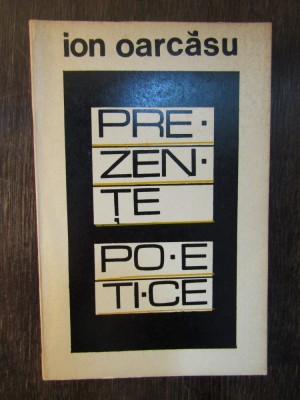 ion oarcăsu
PRE·
ZEN·
ȚE
PO·E
TI·CE